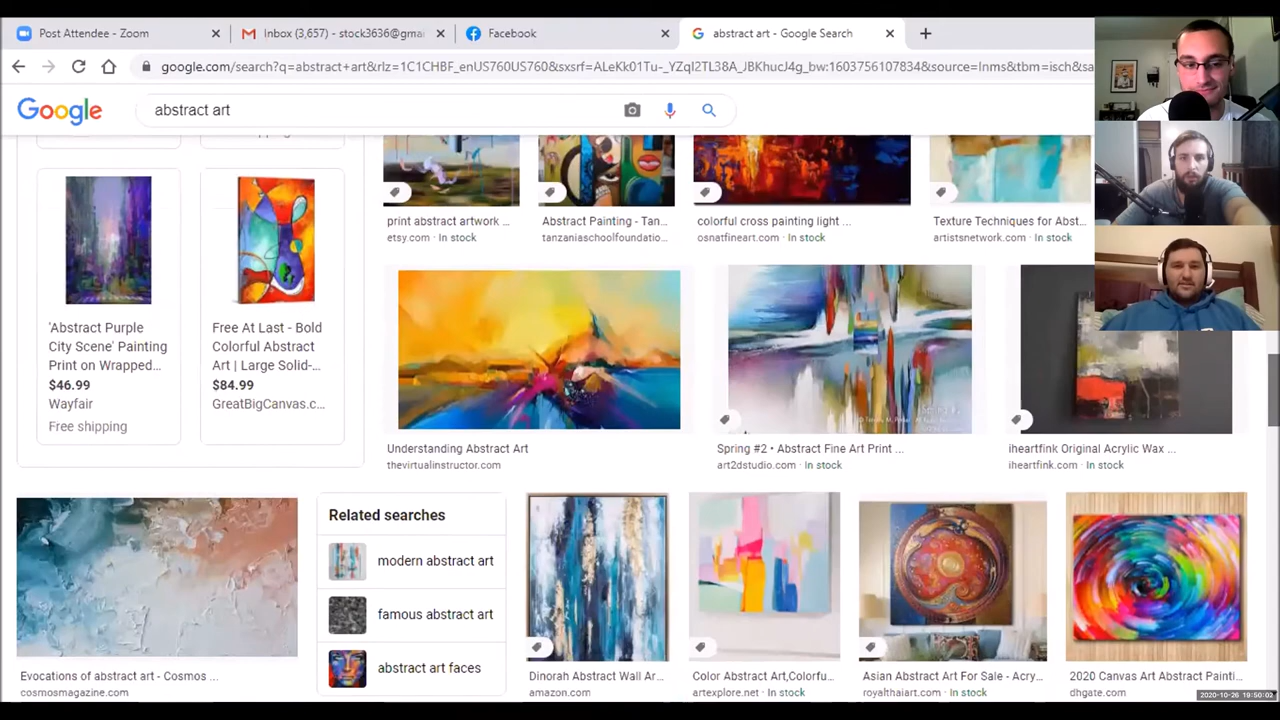 Post Attendee - Zoom
Inbox (3,657) - stock3636@gma
Facebook
abstract art - Google Search
google.com/search?q=abstract+art&rlz=1C1CHBF_enUS760US760&sxsrf=ALeKk01Tu-_YZqI2TL38A_JBKhucJ4g_bw:1603756107834&source=lnms&tbm=isch&sa
Google
abstract art
print abstract artwork ...
etsy.com · In stock
Abstract Painting - Tan...
tanzaniaschoolfoundatio...
colorful cross painting light ...
osnatfineart.com · In stock
Texture Techniques for Abst...
artistsnetwork.com · In stock
'Abstract Purple
City Scene' Painting
Print on Wrapped...
$46.99
Wayfair
Free shipping
Free At Last - Bold
Colorful Abstract
Art | Large Solid-...
$84.99
GreatBigCanvas.c...
Understanding Abstract Art
thevirtualinstructor.com
Spring #2 • Abstract Fine Art Print ...
art2dstudio.com · In stock
iheartfink Original Acrylic Wax ...
iheartfink.com · In stock
Evocations of abstract art - Cosmos ...
cosmosmagazine.com
Related searches
modern abstract art
famous abstract art
abstract art faces
Dinorah Abstract Wall Ar...
amazon.com
Color Abstract Art,Colorfu...
artexplore.net · In stock
Asian Abstract Art For Sale - Acry...
royalthaiart.com · In stock
2020 Canvas Art Abstract Painti...
dhgate.com
2020-10-26 19:50:02